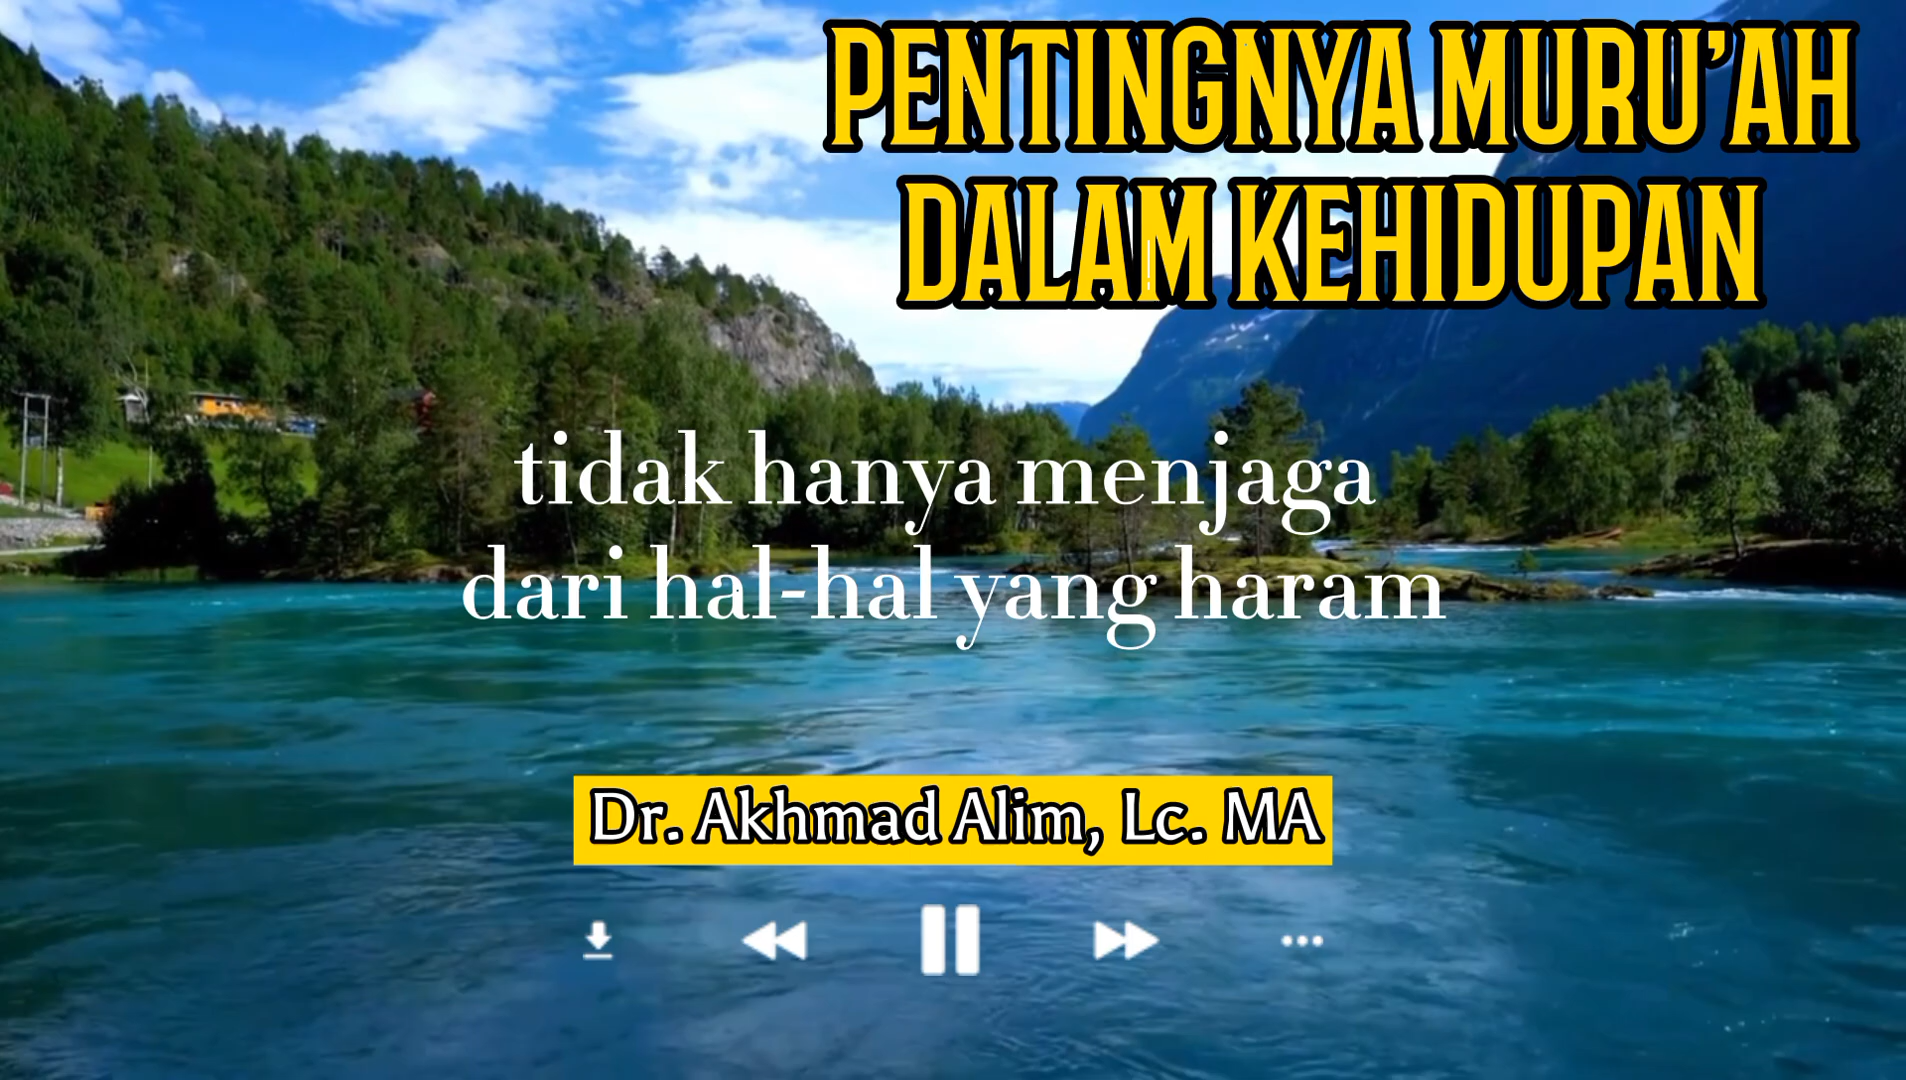 PENTINGNYA MURU'AH
DALAM KEHIDUPAN
tidak hanya menjaga
dari hal-hal yang haram
Dr. Akhmad Alim, Lc. MA